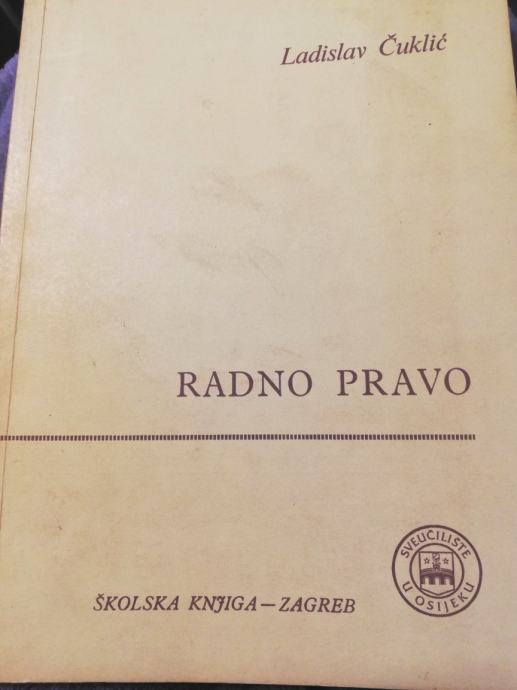 Ladislav Čuklić
RADNO PRAVO
ŠKOLSKA KNJIGA—ZAGREB
SVEUČILIŠTE
U OSIJEKU